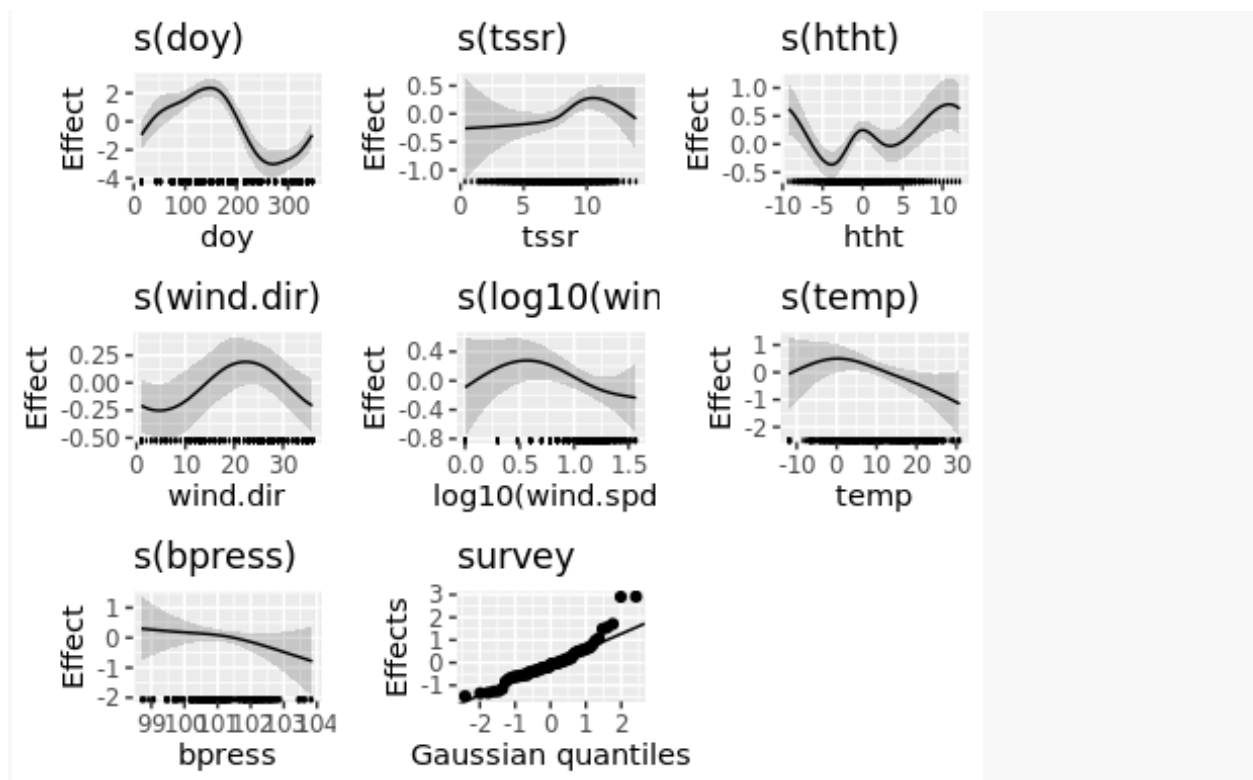 s(doy) s(tssr) s(htht)
Effect
2
0
-2
-4
0 100 200 300
doy
Effect
0.5
0.0
-0.5
-1.0
0 5 10
tssr
Effect
1.0
0.5
0.0
-0.5
-10 -5 0 5 10
htht
s(wind.dir) s(log10(win s(temp)
Effect
0.25
0.00
-0.25
-0.50
0 10 20 30
wind.dir
Effect
0.4
0.0
-0.4
-0.8
0.0 0.5 1.0 1.5
log10(wind.spd
Effect
1
0
-1
-2
-10 0 10 20 30
temp
s(bpress) survey
Effect
1
0
-1
-2
99100101102103104
bpress
Effects
3
2
1
0
-1
-2 -1 0 1 2
Gaussian quantiles